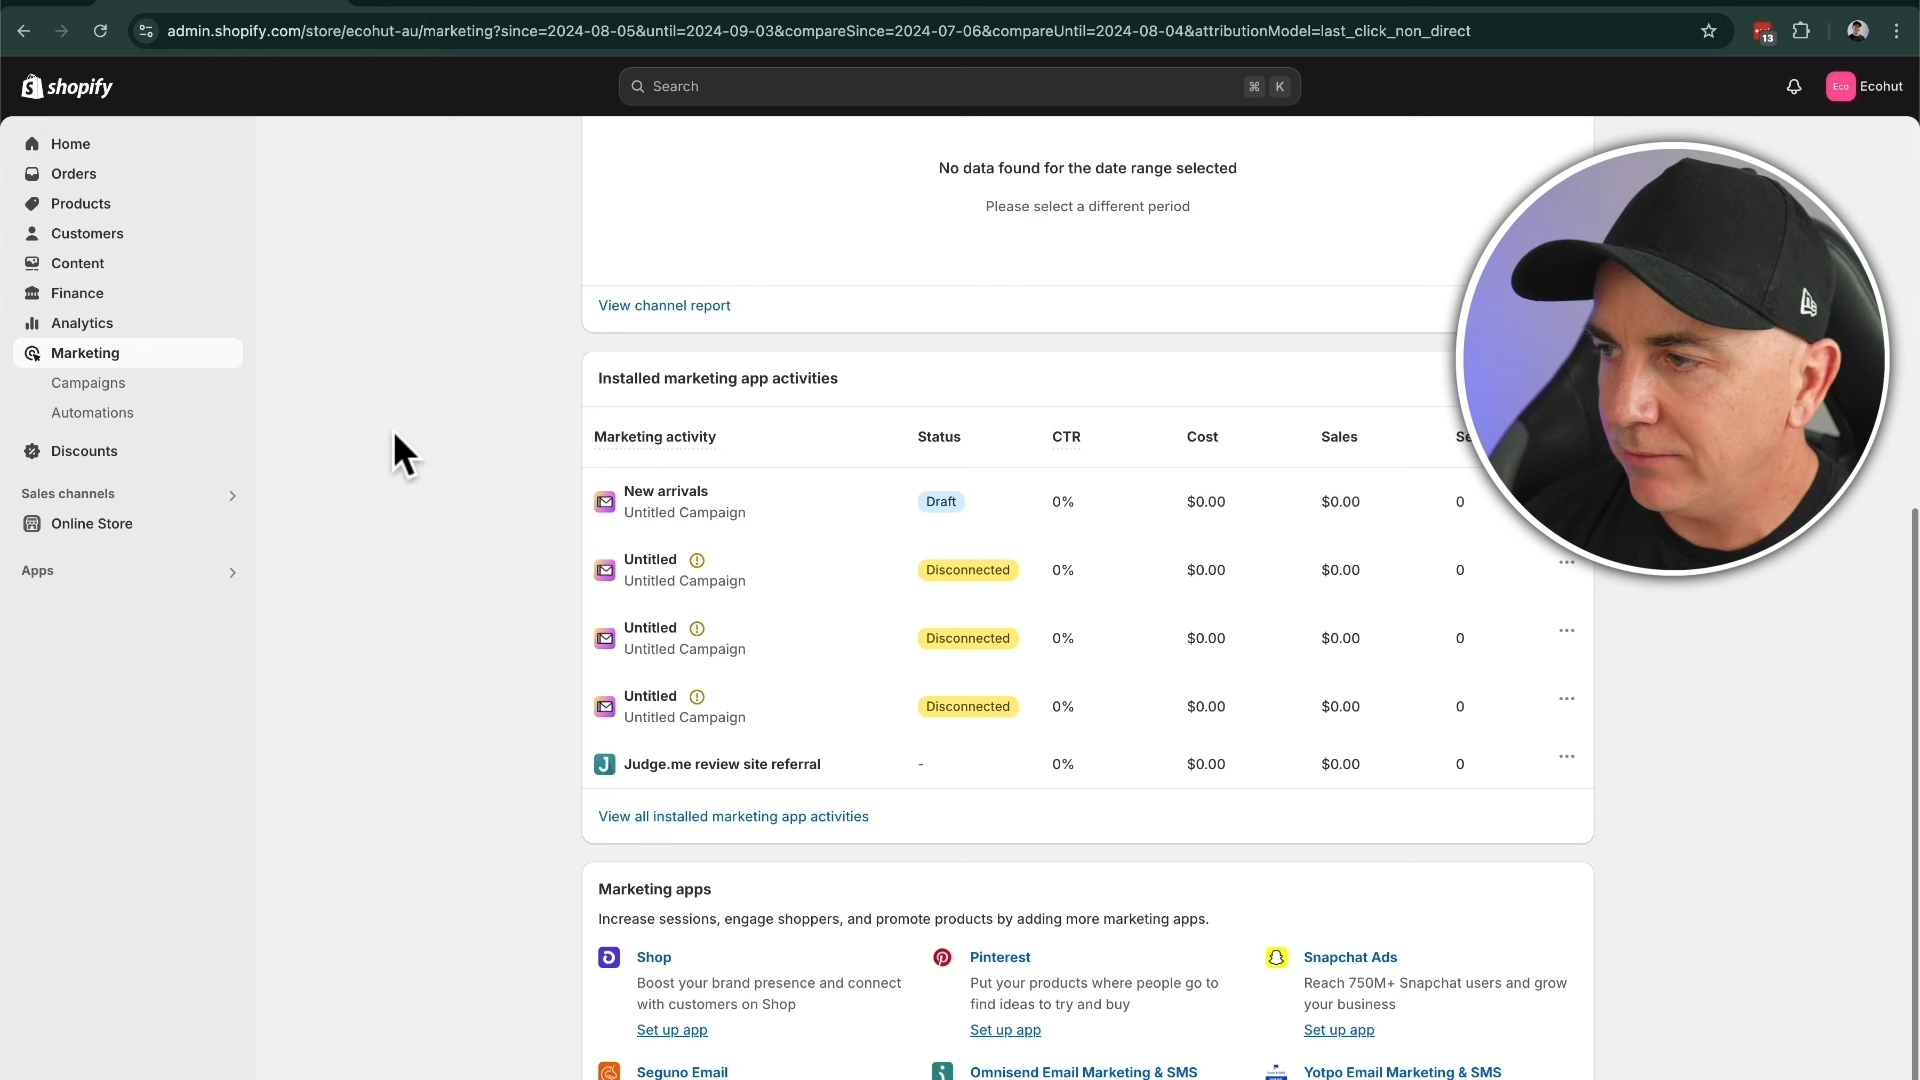 admin.shopify.com/store/ecohut-au/marketing?since=2024-08-05&until=2024-09-03&compareSince=2024-07-06&compareUntil=2024-08-04&attributionModel=last_click_non_direct
13
shopify
Search
⌘ K
Eco
Ecohut
Home
Orders
Products
Customers
Content
Finance
Analytics
Marketing
Campaigns
Automations
Discounts
Sales channels
Online Store
Apps
No data found for the date range selected
Please select a different period
View channel report
Installed marketing app activities
Marketing activity Status CTR Cost Sales
New arrivals
Untitled Campaign
Draft 0% $0.00 $0.00 0
Untitled
Untitled Campaign
Disconnected 0% $0.00 $0.00 0
Untitled
Untitled Campaign
Disconnected 0% $0.00 $0.00 0
Untitled
Untitled Campaign
Disconnected 0% $0.00 $0.00 0
Judge.me review site referral - 0% $0.00 $0.00 0
View all installed marketing app activities
Marketing apps
Increase sessions, engage shoppers, and promote products by adding more marketing apps.
Shop
Boost your brand presence and connect
with customers on Shop
Set up app
Pinterest
Put your products where people go to
find ideas to try and buy
Set up app
Snapchat Ads
Reach 750M+ Snapchat users and grow
your business
Set up app
Seguno Email
Omnisend Email Marketing & SMS
Yotpo Email Marketing & SMS